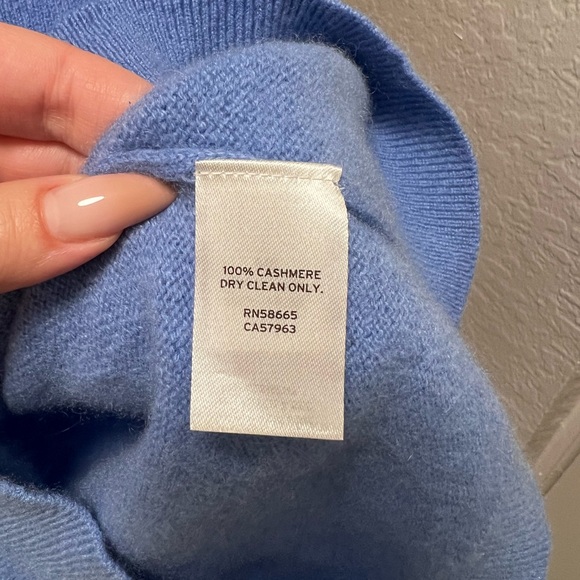 100% CASHMERE
DRY CLEAN ONLY.
RN58665
CA57963